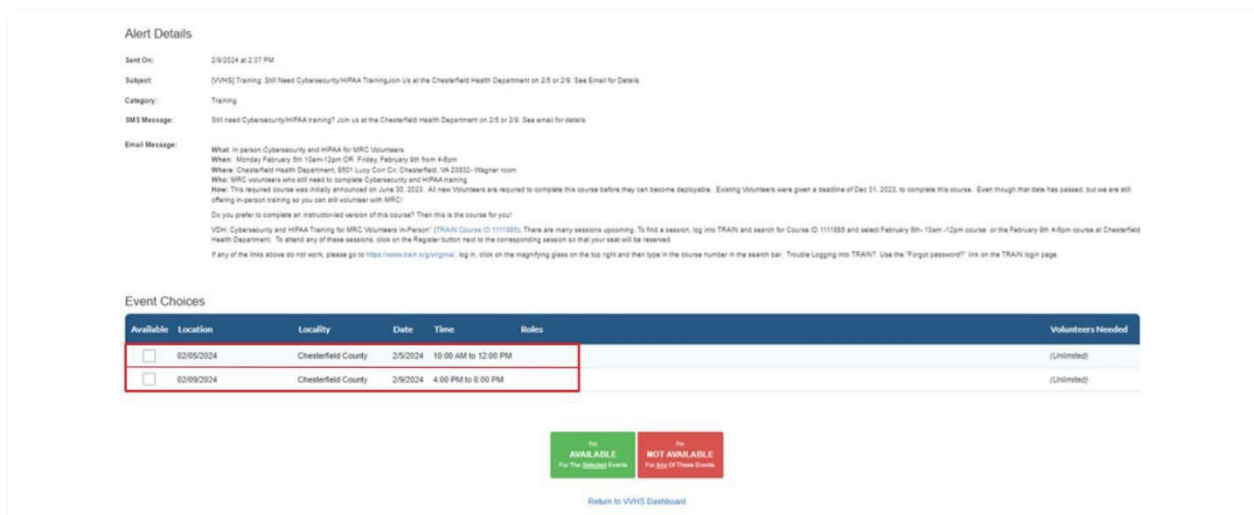 Alert Details
Sent On: 2/9/2024 at 2:37 PM
Subject: [VVHS] Training: Still Need Cybersecurity/HIPAA TrainingJoin Us at the Chesterfield Health Department on 2/5 or 2/9. See Email for Details
Category: Training
SMS Message: Still need Cybersecurity/HIPAA training? Join us at the Chesterfield Health Department on 2/5 or 2/9. See email for details
Email Message: What: In person Cybersecurity and HIPAA for MRC Volunteers
When: Monday February 5th 10am-12pm OR Friday, February 9th from 4-6pm
Where: Chesterfield Health Department, 9501 Lucy Corr Cir, Chesterfield, VA 23832- Wagner room
Who: MRC volunteers who still need to complete Cybersecurity and HIPAA training
How: This required course was initially announced on June 30, 2023. All new Volunteers are required to complete this course before they can become deployable. Existing Volunteers were given a deadline of Dec 31, 2023, to complete this course. Even though that date has passed, but we are still
offering in-person training so you can still volunteer with MRC!
Do you prefer to complete an instructor-led version of this course? Then this is the course for you!
VDH: Cybersecurity and HIPAA Training for MRC Volunteers In-Person" (TRAIN Course ID 1111885). There are many sessions upcoming. To find a session, log into TRAIN and search for Course ID 1111885 and select February 5th- 10am -12pm course or the February 9th 4-6pm course at Chesterfield
Health Department. To attend any of these sessions, click on the Register button next to the corresponding session so that your seat will be reserved.
If any of the links above do not work, please go to https://www.train.org/virginia/, log in, click on the magnifying glass on the top right and then type in the course number in the search bar. Trouble Logging into TRAIN? Use the "Forgot password?" link on the TRAIN login page.
Event Choices
Available Location Locality Date Time Roles Volunteers Needed
02/05/2024 Chesterfield County 2/5/2024 10:00 AM to 12:00 PM (Unlimited)
02/09/2024 Chesterfield County 2/9/2024 4:00 PM to 6:00 PM (Unlimited)
I'm
AVAILABLE
For The Selected Events
I'm
NOT AVAILABLE
For Any Of These Events
Return to VVHS Dashboard